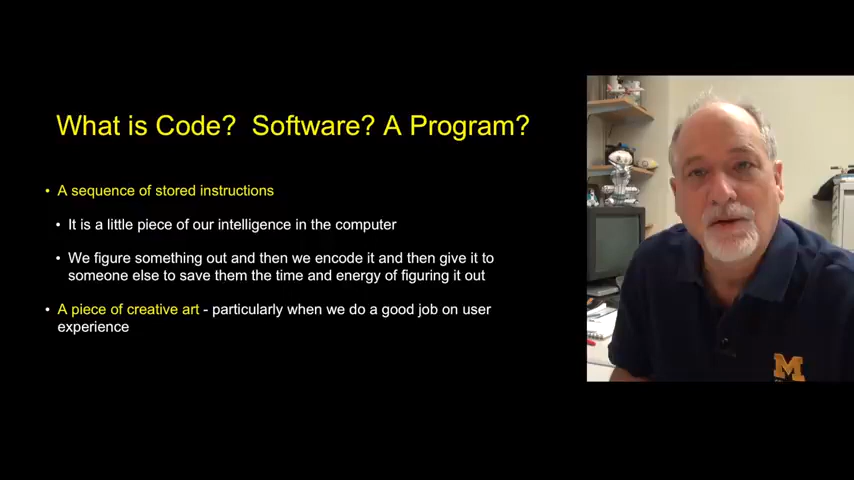 What is Code? Software? A Program?
• A sequence of stored instructions
• It is a little piece of our intelligence in the computer
• We figure something out and then we encode it and then give it to
someone else to save them the time and energy of figuring it out
• A piece of creative art - particularly when we do a good job on user
experience
M